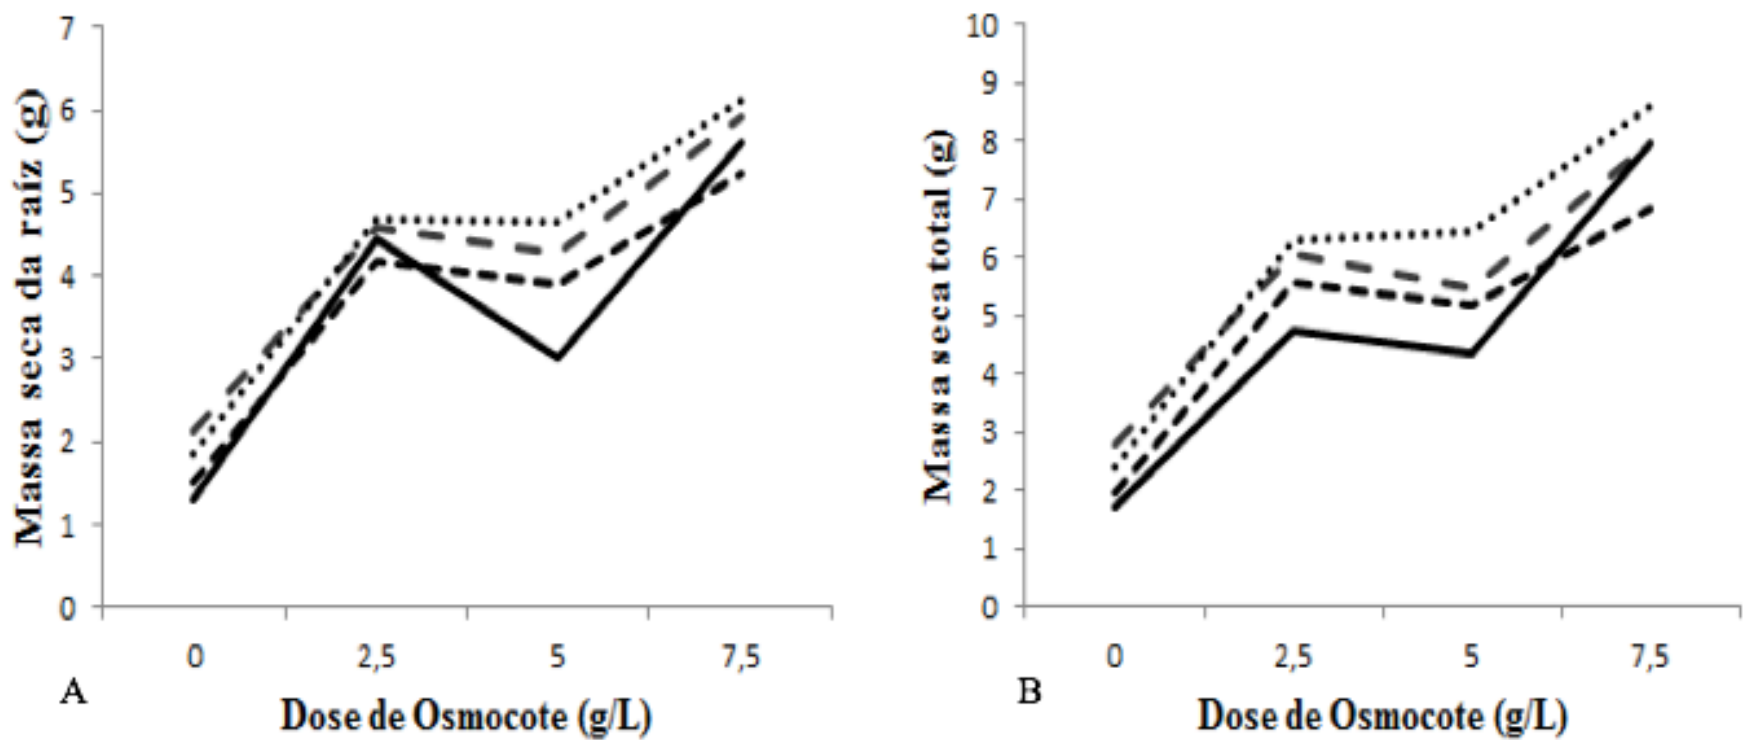 Massa seca da raíz (g)
7
6
5
4
3
2
1
0
0 2,5 5 7,5
A
Dose de Osmocote (g/L)
Massa seca total (g)
10
9
8
7
6
5
4
3
2
1
0
0 2,5 5 7,5
B
Dose de Osmocote (g/L)